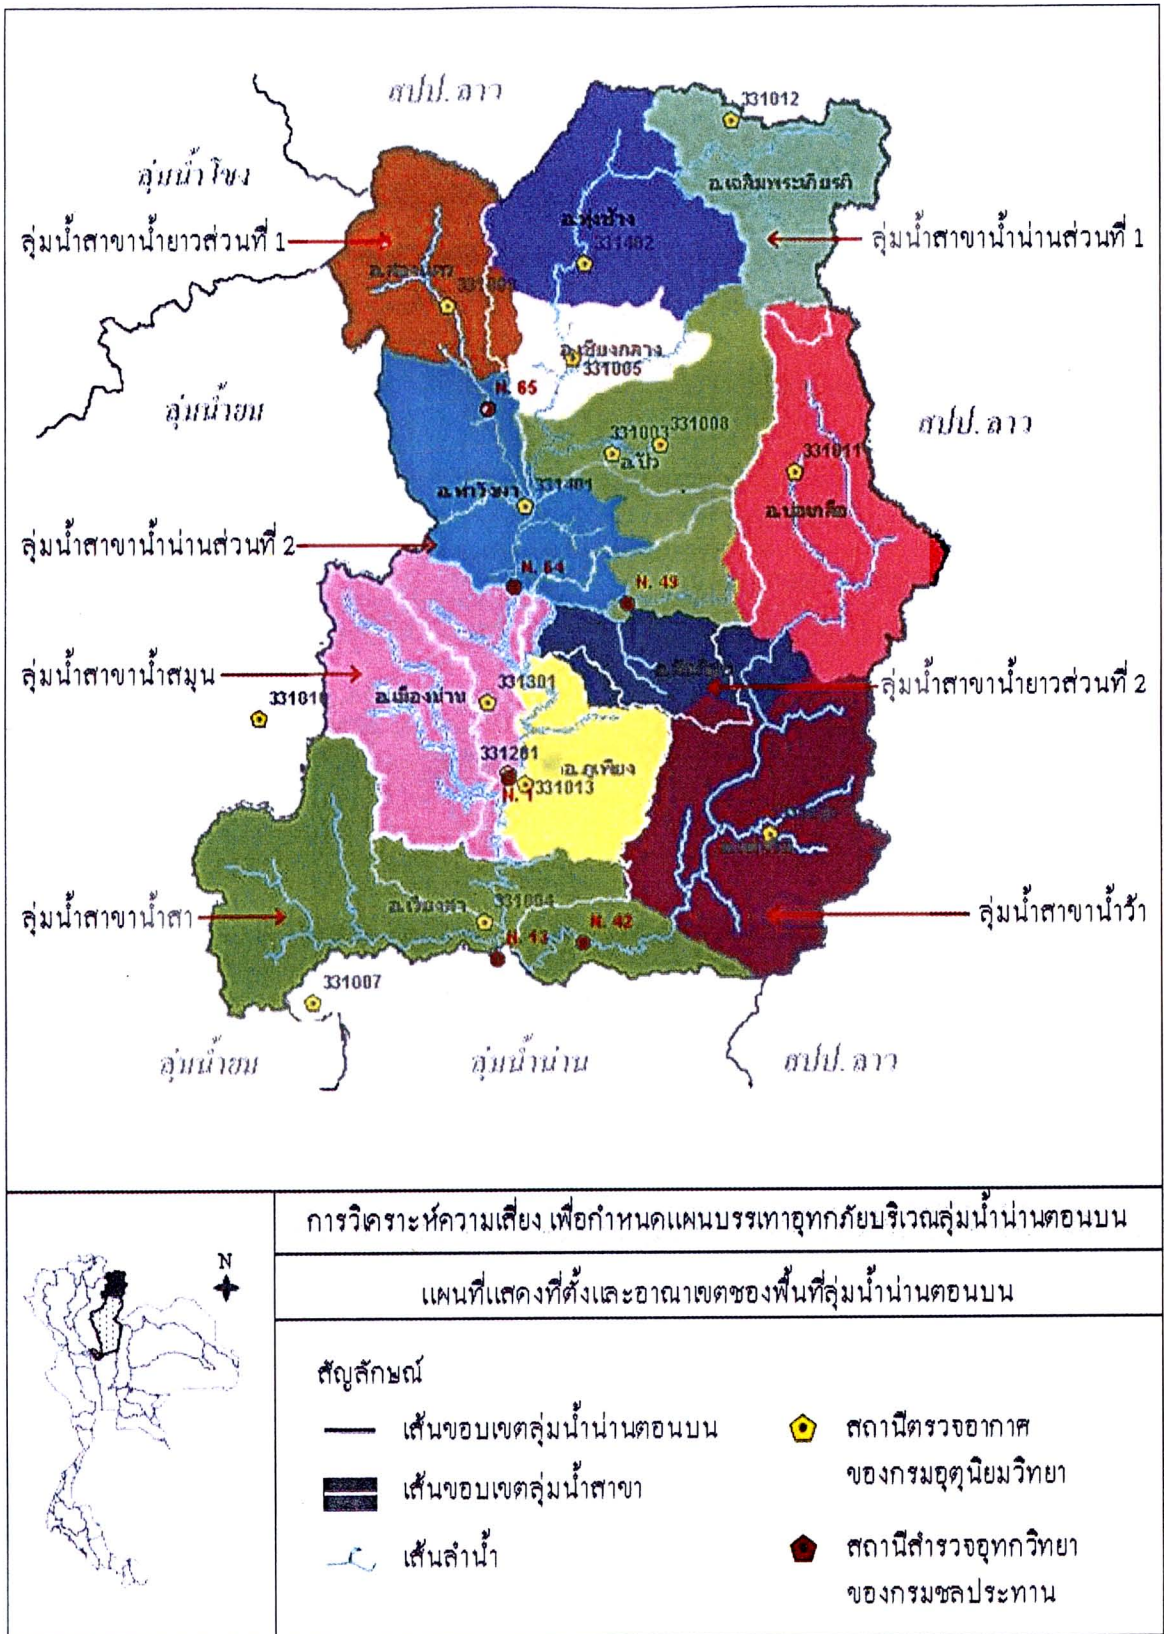 สปป. ลาว
331012
ลุ่มน้ำโขง
อ.เฉลิมพระเกียรติ
ลุ่มน้ำสาขาน้ำยาวส่วนที่ 1
อ.ทุ่งช้าง
331402
ลุ่มน้ำสาขาน้ำน่านส่วนที่ 1
อ.สองแคว
อ.เชียงกลาง
331005
N. 65
ลุ่มน้ำยม
สปป. ลาว
331003
331008
อ.ปัว
331011
อ.ท่าวังผา
331401
อ.บ่อเกลือ
ลุ่มน้ำสาขาน้ำน่านส่วนที่ 2
N. 64
N. 49
ลุ่มน้ำสาขาน้ำสมุน
ลุ่มน้ำสาขาน้ำยาวส่วนที่ 2
อ.เมืองน่าน
331301
331010
331201
อ.ภูเพียง
N. 1
331013
ลุ่มน้ำสาขาน้ำสา
อ.เวียงสา
331004
N. 42
ลุ่มน้ำสาขาน้ำว้า
N. 13
331007
ลุ่มน้ำยม
ลุ่มน้ำน่าน
สปป. ลาว
การวิเคราะห์ความเสี่ยง เพื่อกำหนดแผนบรรเทาอุทกภัยบริเวณลุ่มน้ำน่านตอนบน
แผนที่แสดงที่ตั้งและอาณาเขตของพื้นที่ลุ่มน้ำน่านตอนบน
N
สัญลักษณ์
เส้นขอบเขตลุ่มน้ำน่านตอนบน
เส้นขอบเขตลุ่มน้ำสาขา
เส้นลำน้ำ
สถานีตรวจอากาศ
ของกรมอุตุนิยมวิทยา
สถานีสำรวจอุทกวิทยา
ของกรมชลประทาน